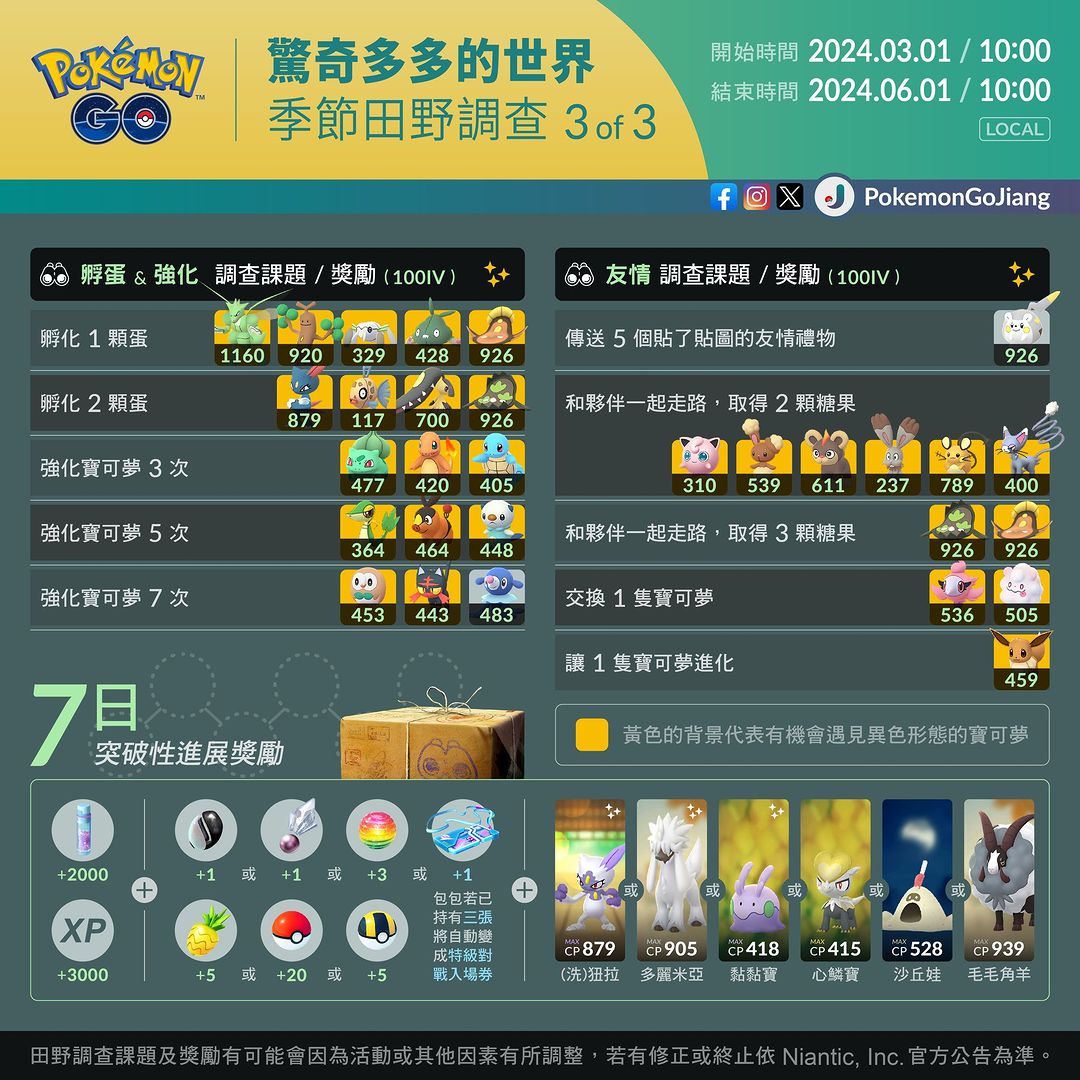 POKÉMON GO TM
驚奇多多的世界
季節田野調查 3 of 3
開始時間 2024.03.01 / 10:00
結束時間 2024.06.01 / 10:00
LOCAL
PokemonGoJiang
孵蛋 & 強化 調查課題 / 獎勵 (100IV)
孵化 1 顆蛋
1160 920 329 428 926
孵化 2 顆蛋
879 117 700 926
強化寶可夢 3 次
477 420 405
強化寶可夢 5 次
364 464 448
強化寶可夢 7 次
453 443 483
友情 調查課題 / 獎勵 (100IV)
傳送 5 個貼了貼圖的友情禮物
926
和夥伴一起走路，取得 2 顆糖果
310 539 611 237 789 400
和夥伴一起走路，取得 3 顆糖果
926 926
交換 1 隻寶可夢
536 505
讓 1 隻寶可夢進化
459
黃色的背景代表有機會遇見異色形態的寶可夢
7日
突破性進展獎勵
+2000
XP
+3000
+1 或 +1 或 +3 或 +1
+5 或 +20 或 +5
包包若已
持有三張
將自動變
成特級對
戰入場券
MAX CP 879 或 MAX CP 905 或 MAX CP 418 或 MAX CP 415 或 MAX CP 528 或 MAX CP 939
(洗)狃拉 多麗米亞 黏黏寶 心鱗寶 沙丘娃 毛毛角羊
田野調查課題及獎勵有可能會因為活動或其他因素有所調整，若有修正或終止依 Niantic, Inc. 官方公告為準。